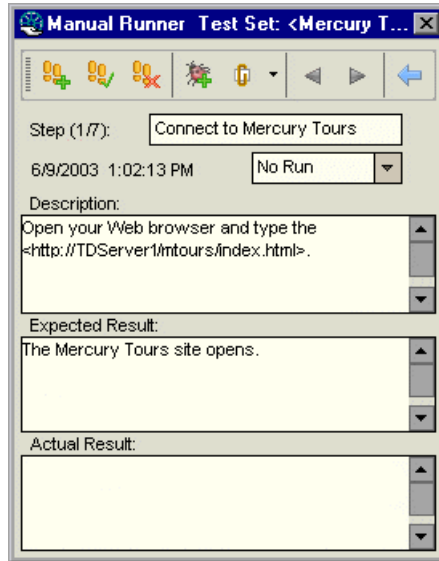 Manual Runner Test Set: <Mercury T...
Step (1/7): Connect to Mercury Tours
6/9/2003 1:02:13 PM No Run
Description:
Open your Web browser and type the
<http://TDServer1/mtours/index.html>.
Expected Result:
The Mercury Tours site opens.
Actual Result: